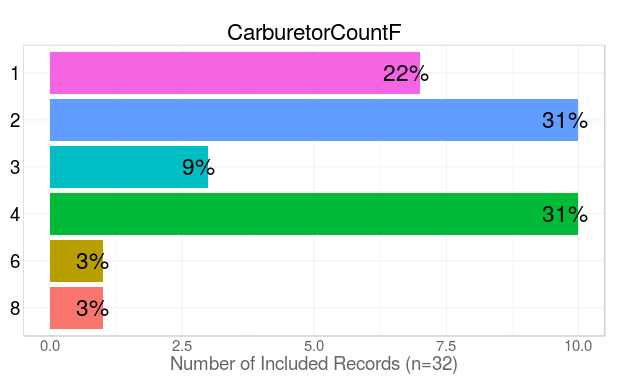 CarburetorCountF
1 22%
2 31%
3 9%
4 31%
6 3%
8 3%
0.0 2.5 5.0 7.5 10.0
Number of Included Records (n=32)